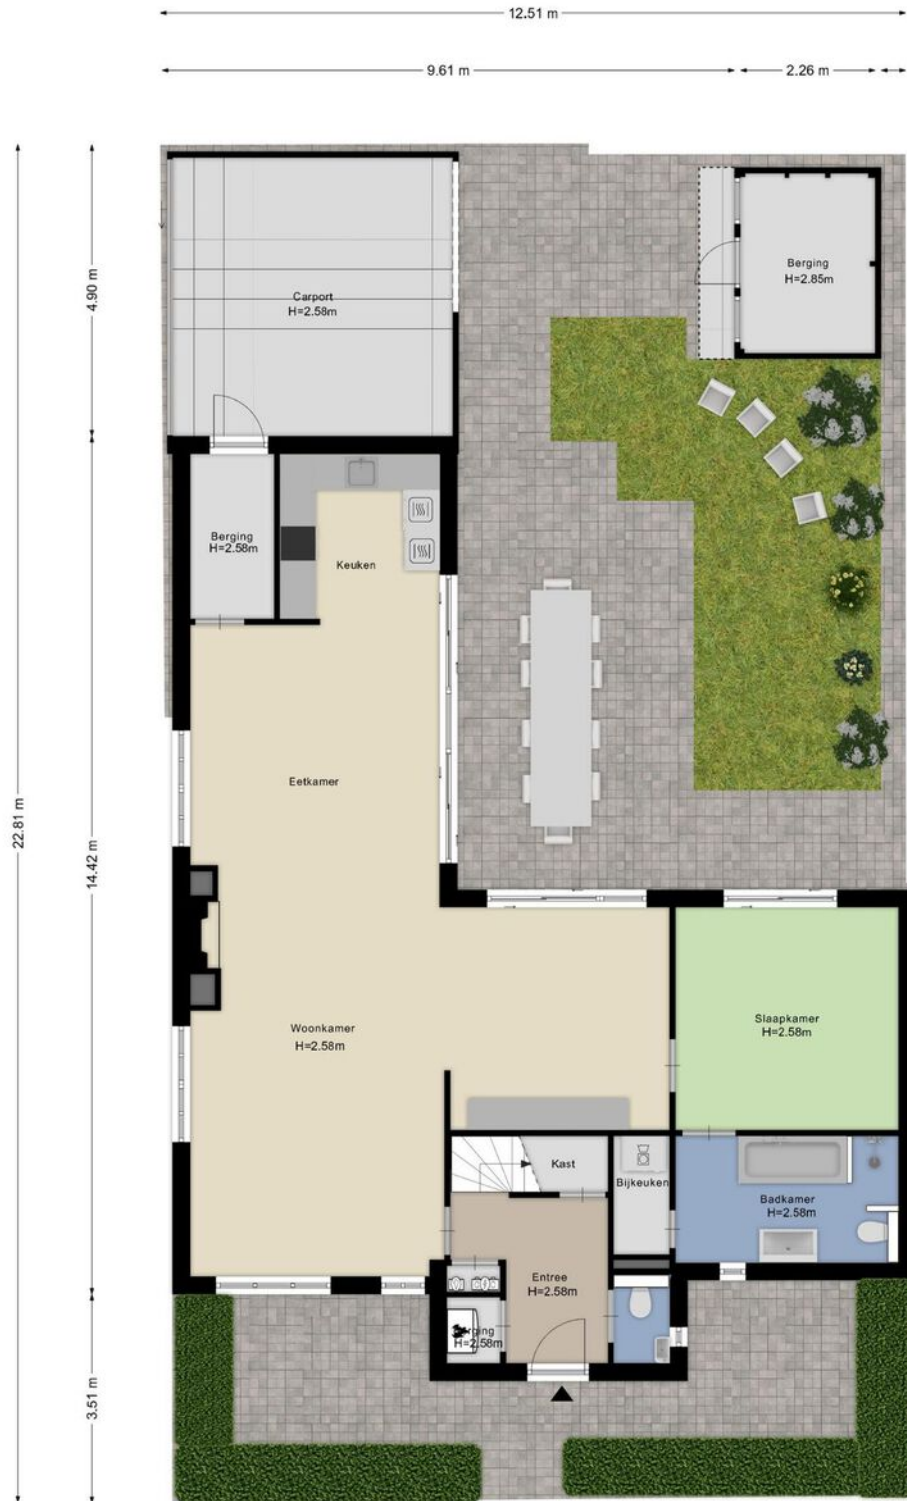 12.51 m
9.61 m
2.26 m
4.90 m
22.81 m
14.42 m
3.51 m
Carport
H=2.58m
Berging
H=2.85m
Berging
H=2.58m
Keuken
Eetkamer
Woonkamer
H=2.58m
Slaapkamer
H=2.58m
Kast
Bijkeuken
Badkamer
H=2.58m
Entree
H=2.58m
H=2.58m